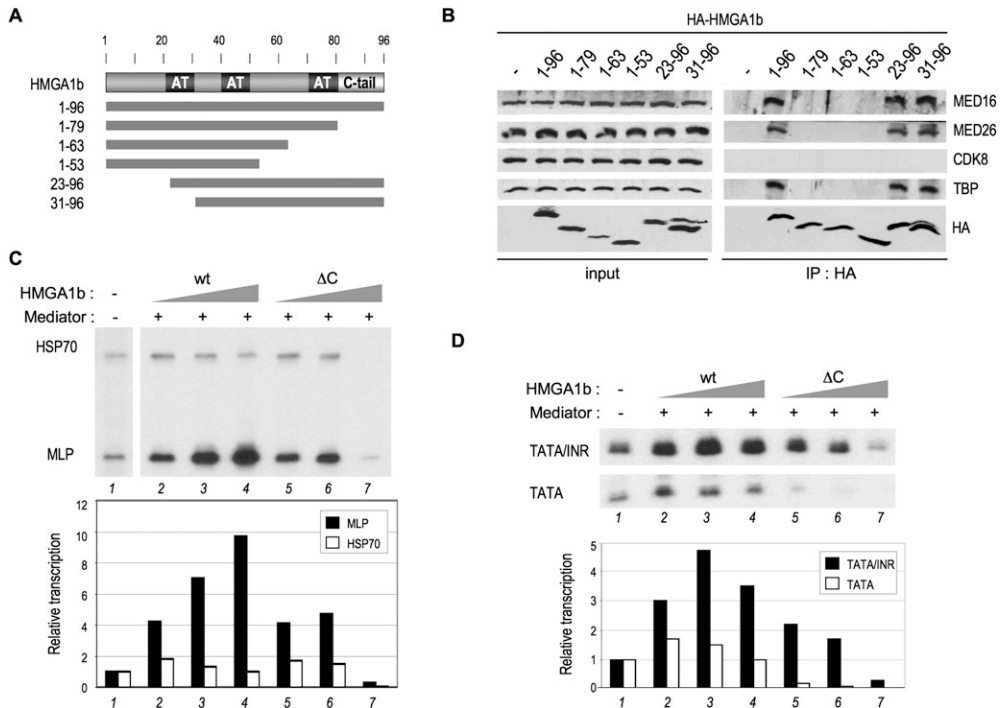 A
1 20 40 60 80 96
HMGA1b AT AT AT C-tail
1-96
1-79
1-63
1-53
23-96
31-96
B
HA-HMGA1b
- 1-96 1-79 1-63 1-53 23-96 31-96 - 1-96 1-79 1-63 1-53 23-96 31-96
MED16
MED26
CDK8
TBP
HA
input IP : HA
C
wt ΔC
HMGA1b : -
Mediator : - + + + + + +
HSP70
MLP
1 2 3 4 5 6 7
Relative transcription
12
10
8
6
4
2
0
MLP
HSP70
1 2 3 4 5 6 7
D
wt ΔC
HMGA1b : -
Mediator : - + + + + + +
TATA/INR
TATA
1 2 3 4 5 6 7
Relative transcription
5
4
3
2
1
0
TATA/INR
TATA
1 2 3 4 5 6 7